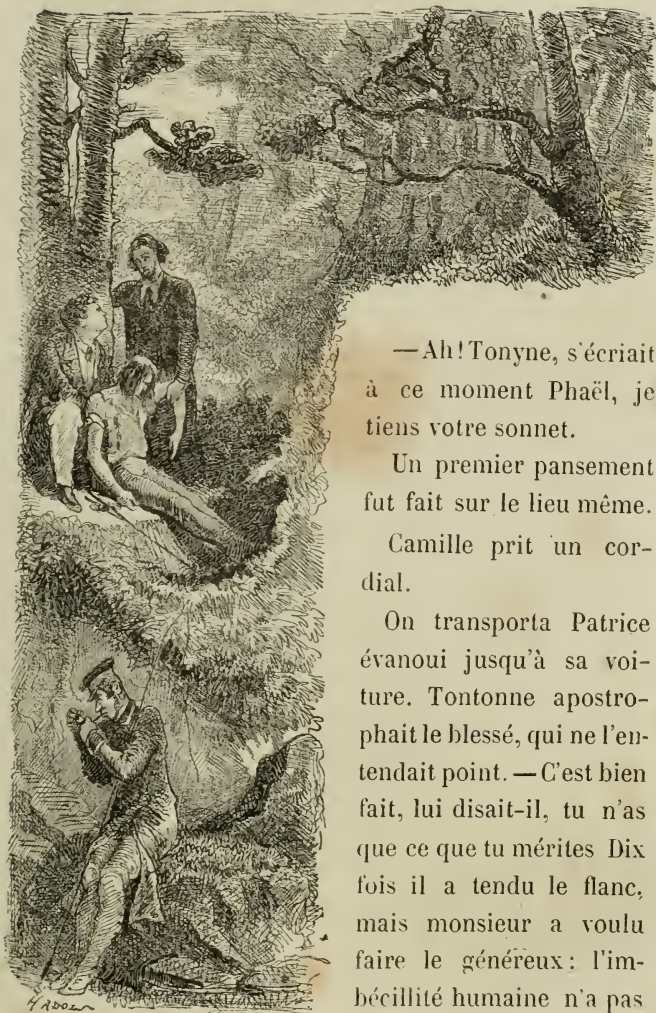 —Ah! Tonyne, s'écriait
à ce moment Phaël, je
tiens votre sonnet.
Un premier pansement
fut fait sur le lieu même.
Camille prit un cor-
dial.
On transporta Patrice
évanoui jusqu'à sa voi-
ture. Tontonne apostro-
phait le blessé, qui ne l'en-
tendait point. — C'est bien
fait, lui disait-il, tu n'as
que ce que tu mérites Dix
fois il a tendu le flanc,
mais monsieur a voulu
faire le généreux: l'im-
bécillité humaine n'a pas